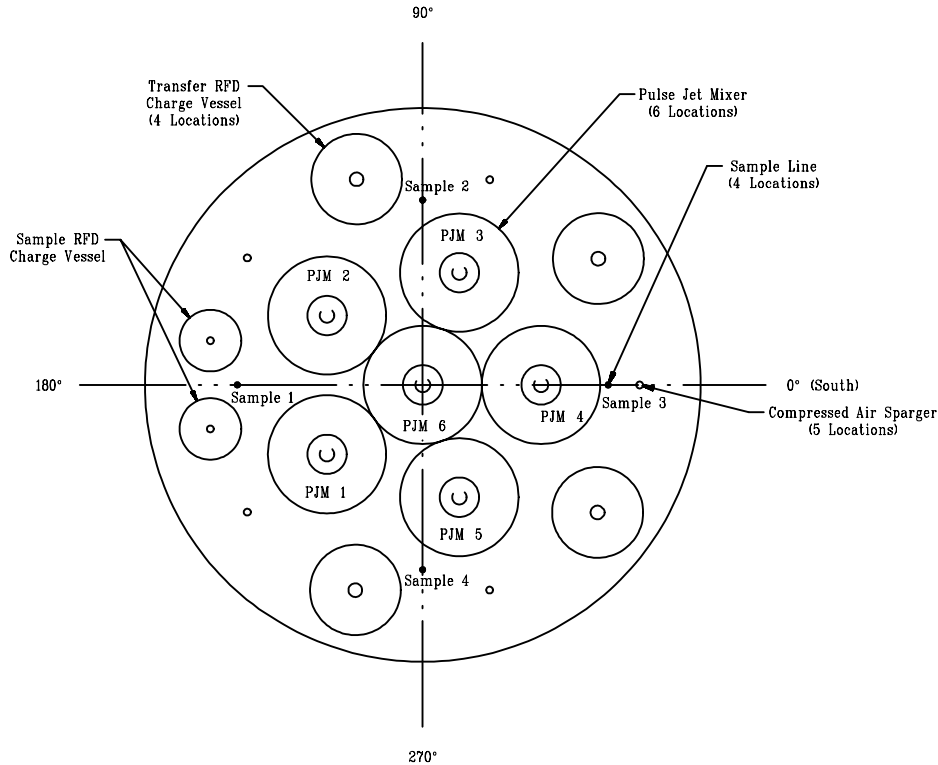 90°
Transfer RFD
Charge Vessel
(4 Locations)
Pulse Jet Mixer
(6 Locations)
Sample Line
(4 Locations)
Sample 2
Sample RFD
Charge Vessel
PJM 3
PJM 2
180°
0° (South)
Sample 1
Sample 3
PJM 4
PJM 6
Compressed Air Sparger
(5 Locations)
PJM 1
PJM 5
Sample 4
270°